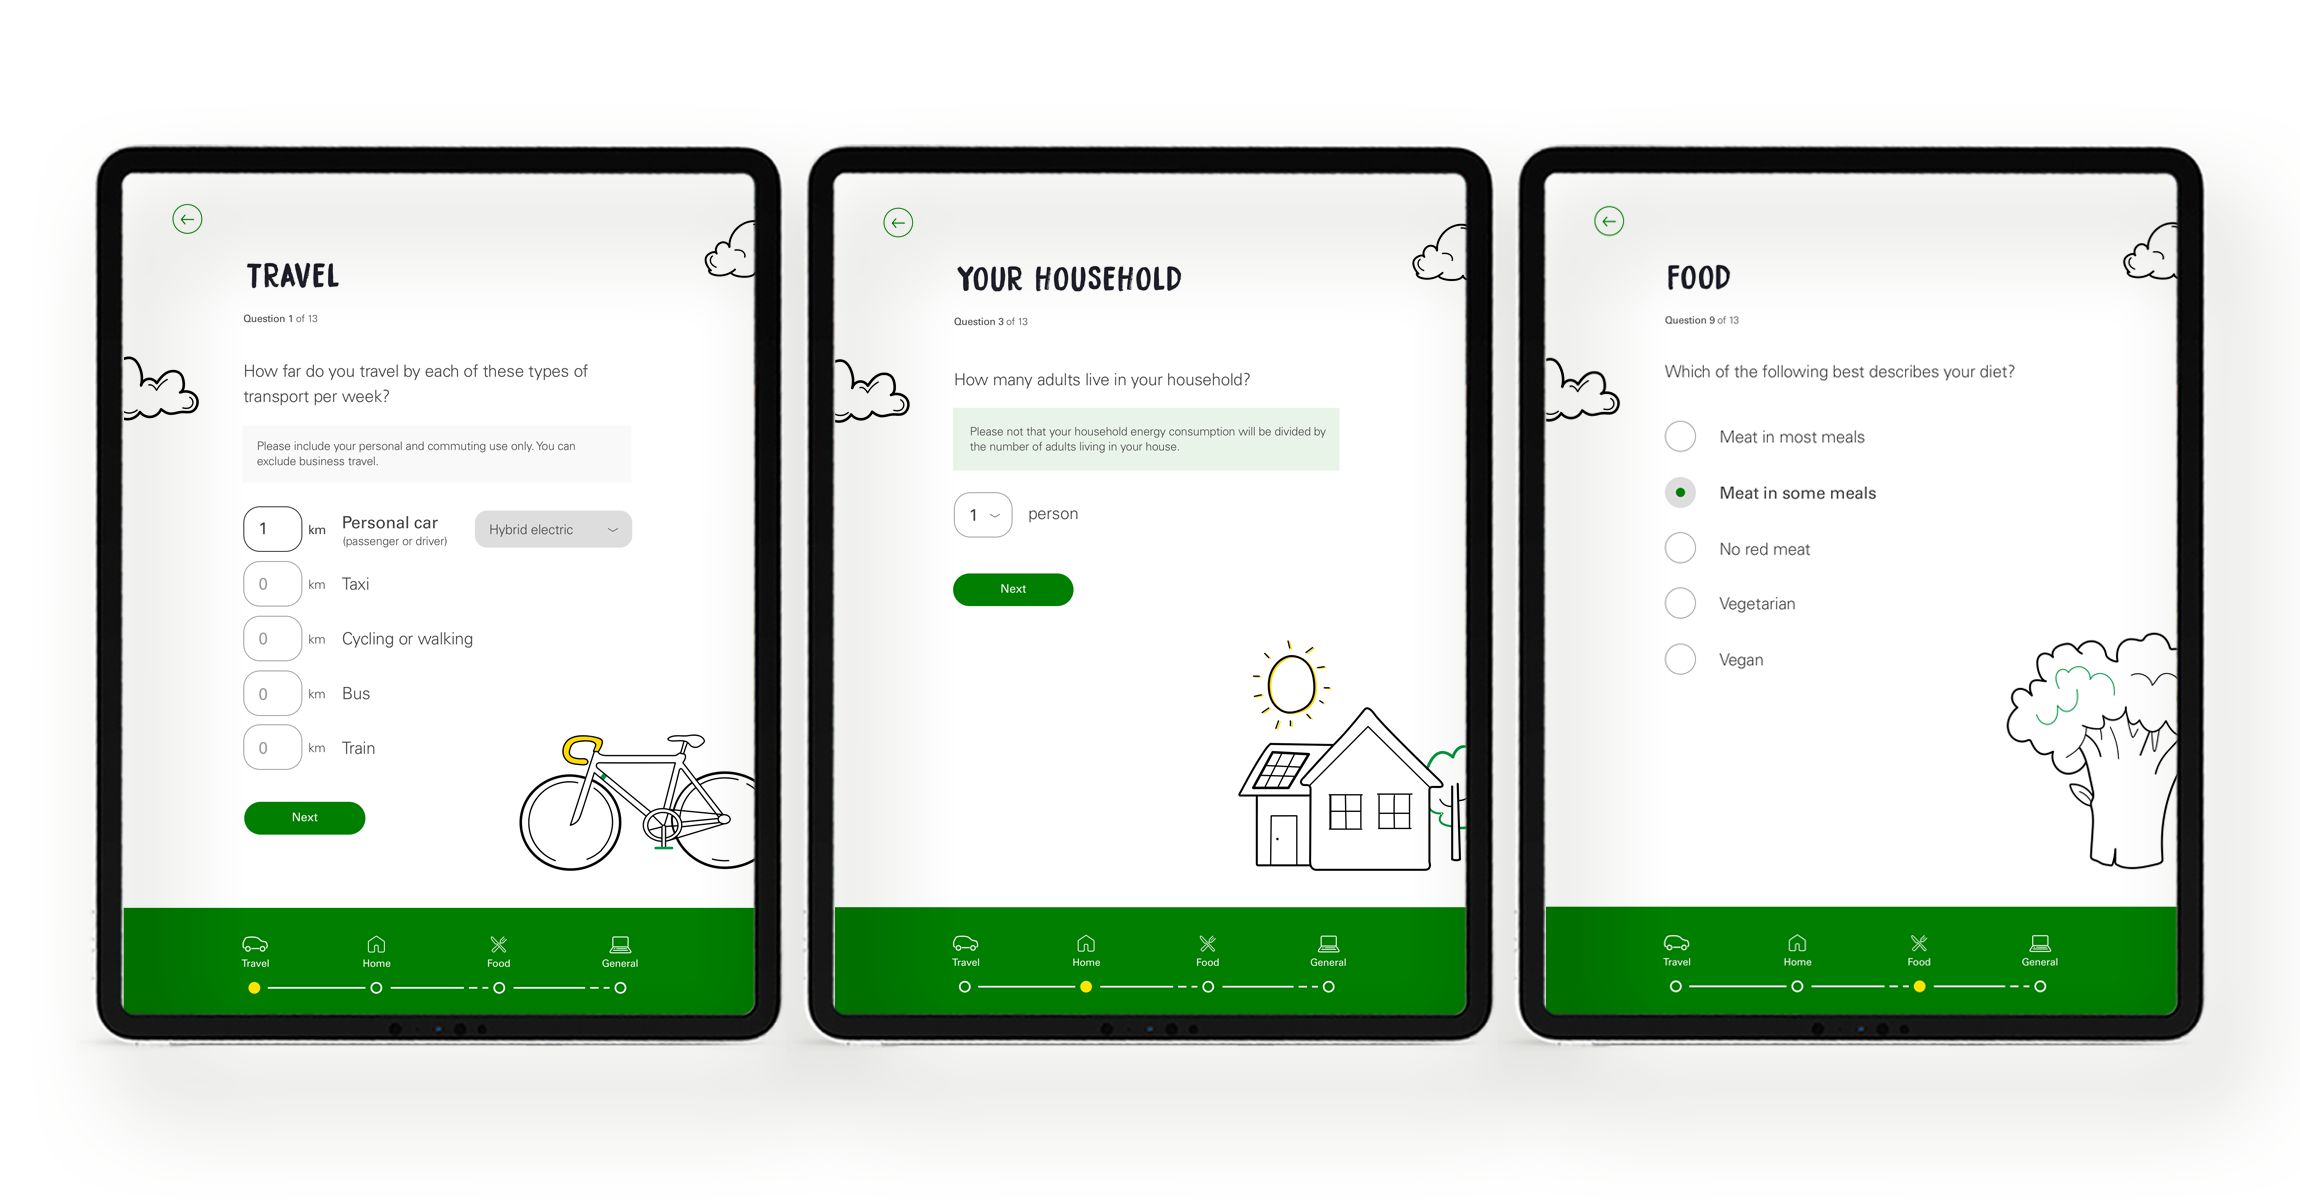 TRAVEL
Question 1 of 13
How far do you travel by each of these types of
transport per week?
Please include your personal and commuting use only. You can
exclude business travel.
1 km Personal car
(passenger or driver)
Hybrid electric
0 km Taxi
0 km Cycling or walking
0 km Bus
0 km Train
Next
Travel Home Food General
YOUR HOUSEHOLD
Question 3 of 13
How many adults live in your household?
Please not that your household energy consumption will be divided by
the number of adults living in your house.
1 person
Next
Travel Home Food General
FOOD
Question 9 of 13
Which of the following best describes your diet?
Meat in most meals
Meat in some meals
No red meat
Vegetarian
Vegan
Travel Home Food General